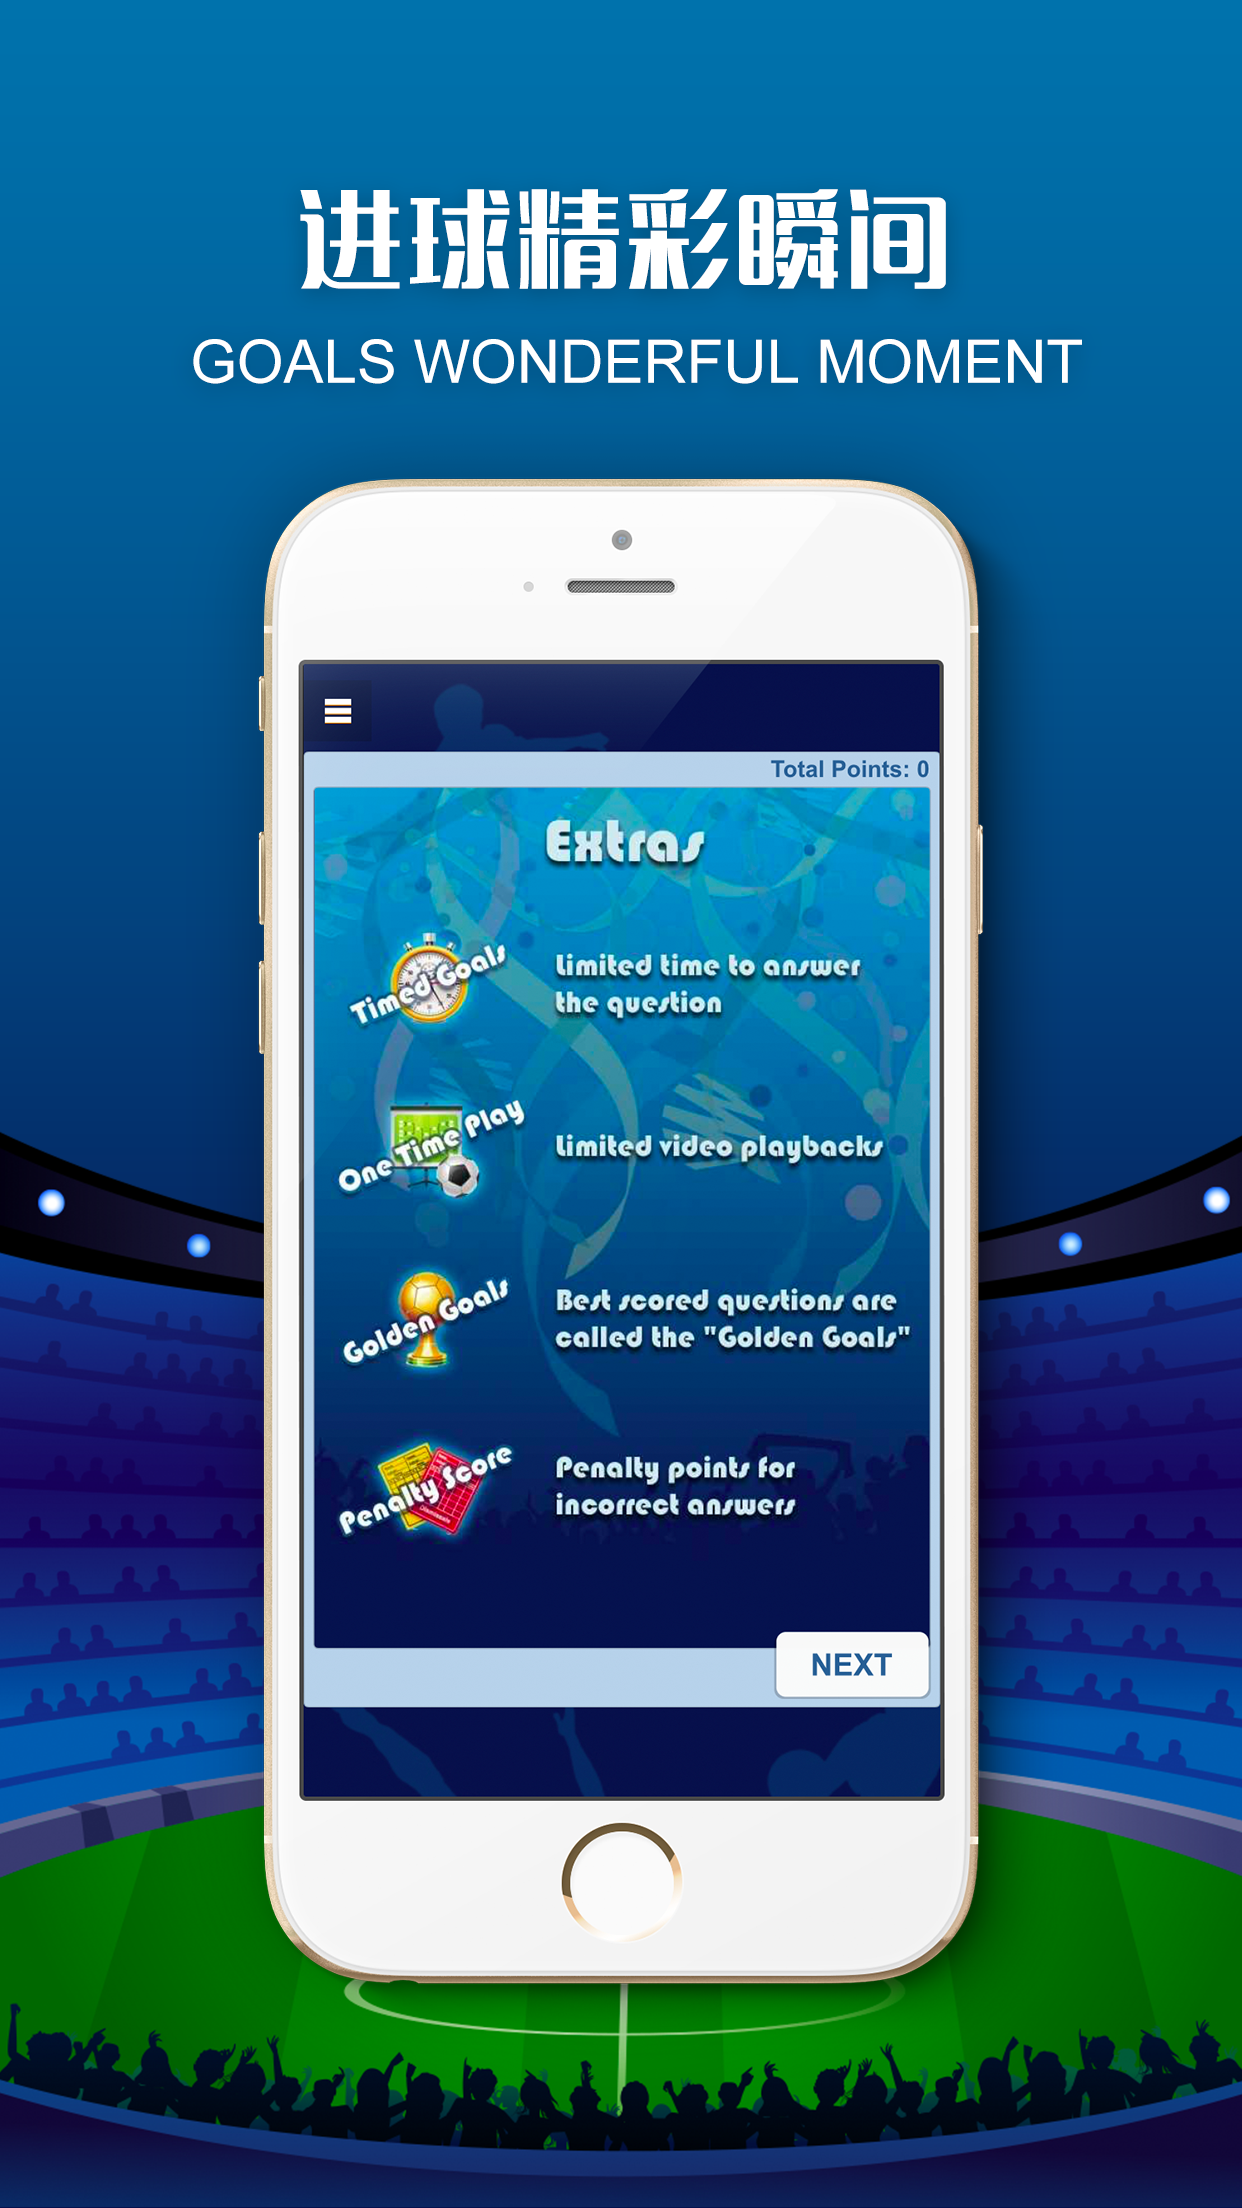 进球精彩瞬间
GOALS WONDERFUL MOMENT
Total Points: 0
Extras
Timed Goals
Limited time to answer
the question
One Time Play
Limited video playbacks
Golden Goals
Best scored questions are
called the "Golden Goals"
Penalty Score
Penalty points for
incorrect answers
NEXT